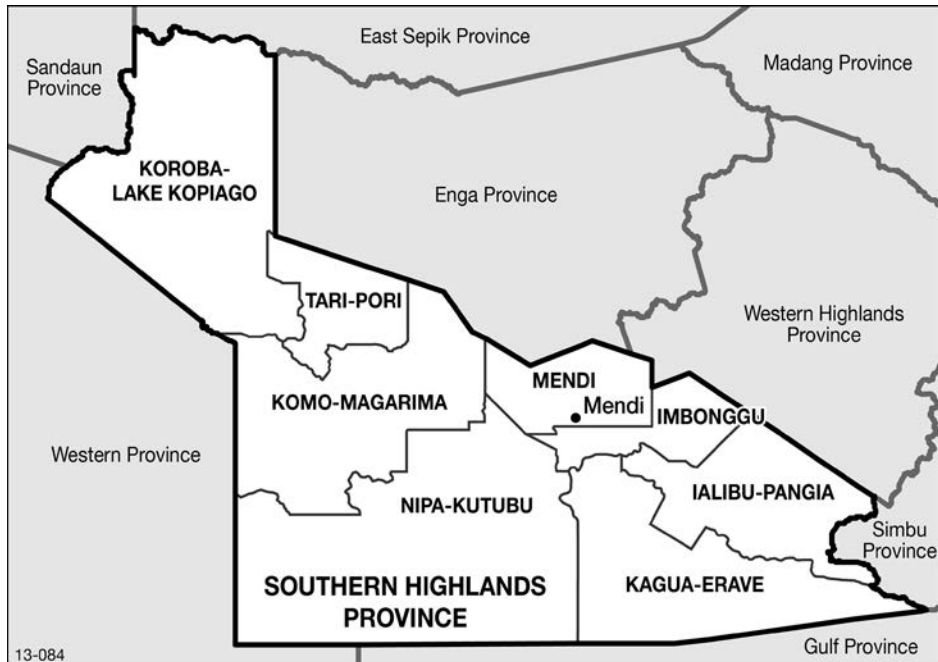 East Sepik Province
Sandaun
Province
Madang Province
KOROBA-
LAKE KOPIAGO
Enga Province
TARI-PORI
Western Highlands
Province
MENDI
Mendi
KOMO-MAGARIMA
IMBONGGU
Western Province
IALIBU-PANGIA
NIPA-KUTUBU
Simbu
Province
SOUTHERN HIGHLANDS
PROVINCE
KAGUA-ERAVE
Gulf Province
13-084